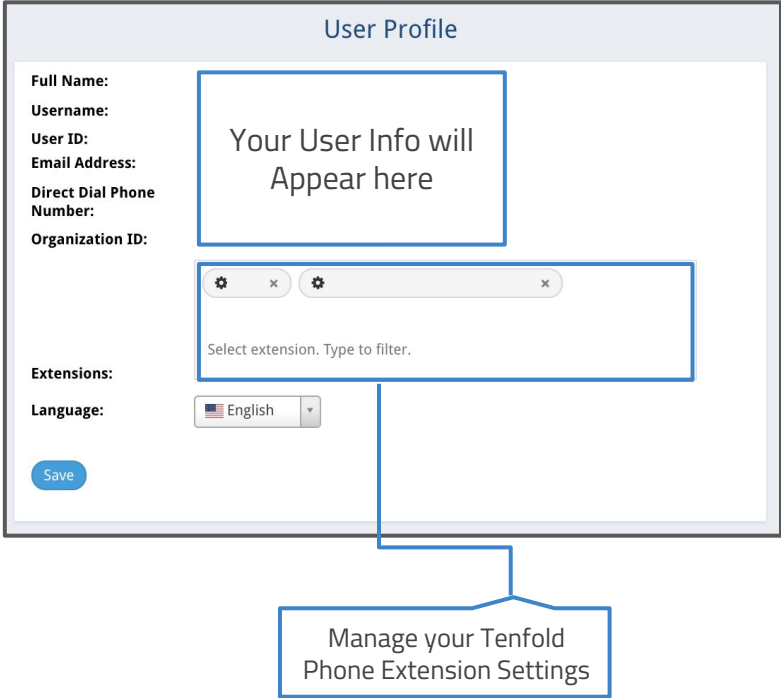 User Profile
Full Name:
Username:
User ID:
Email Address:
Direct Dial Phone
Number:
Organization ID:
Your User Info will
Appear here
Select extension. Type to filter.
Extensions:
Language:
English
Save
Manage your Tenfold
Phone Extension Settings